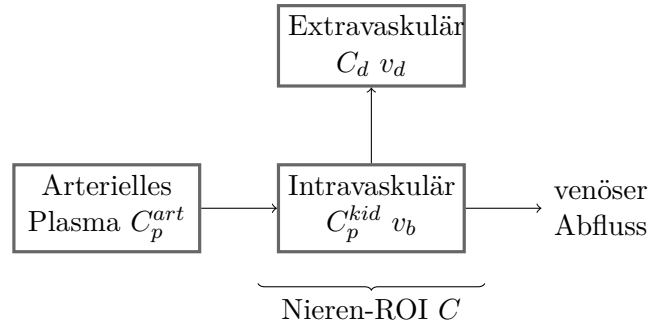 Extravaskulär
C_d v_d
Arterielles
Plasma C_p^{art}
Intravaskulär
C_p^{kid} v_b
venöser
Abfluss
Nieren-ROI C